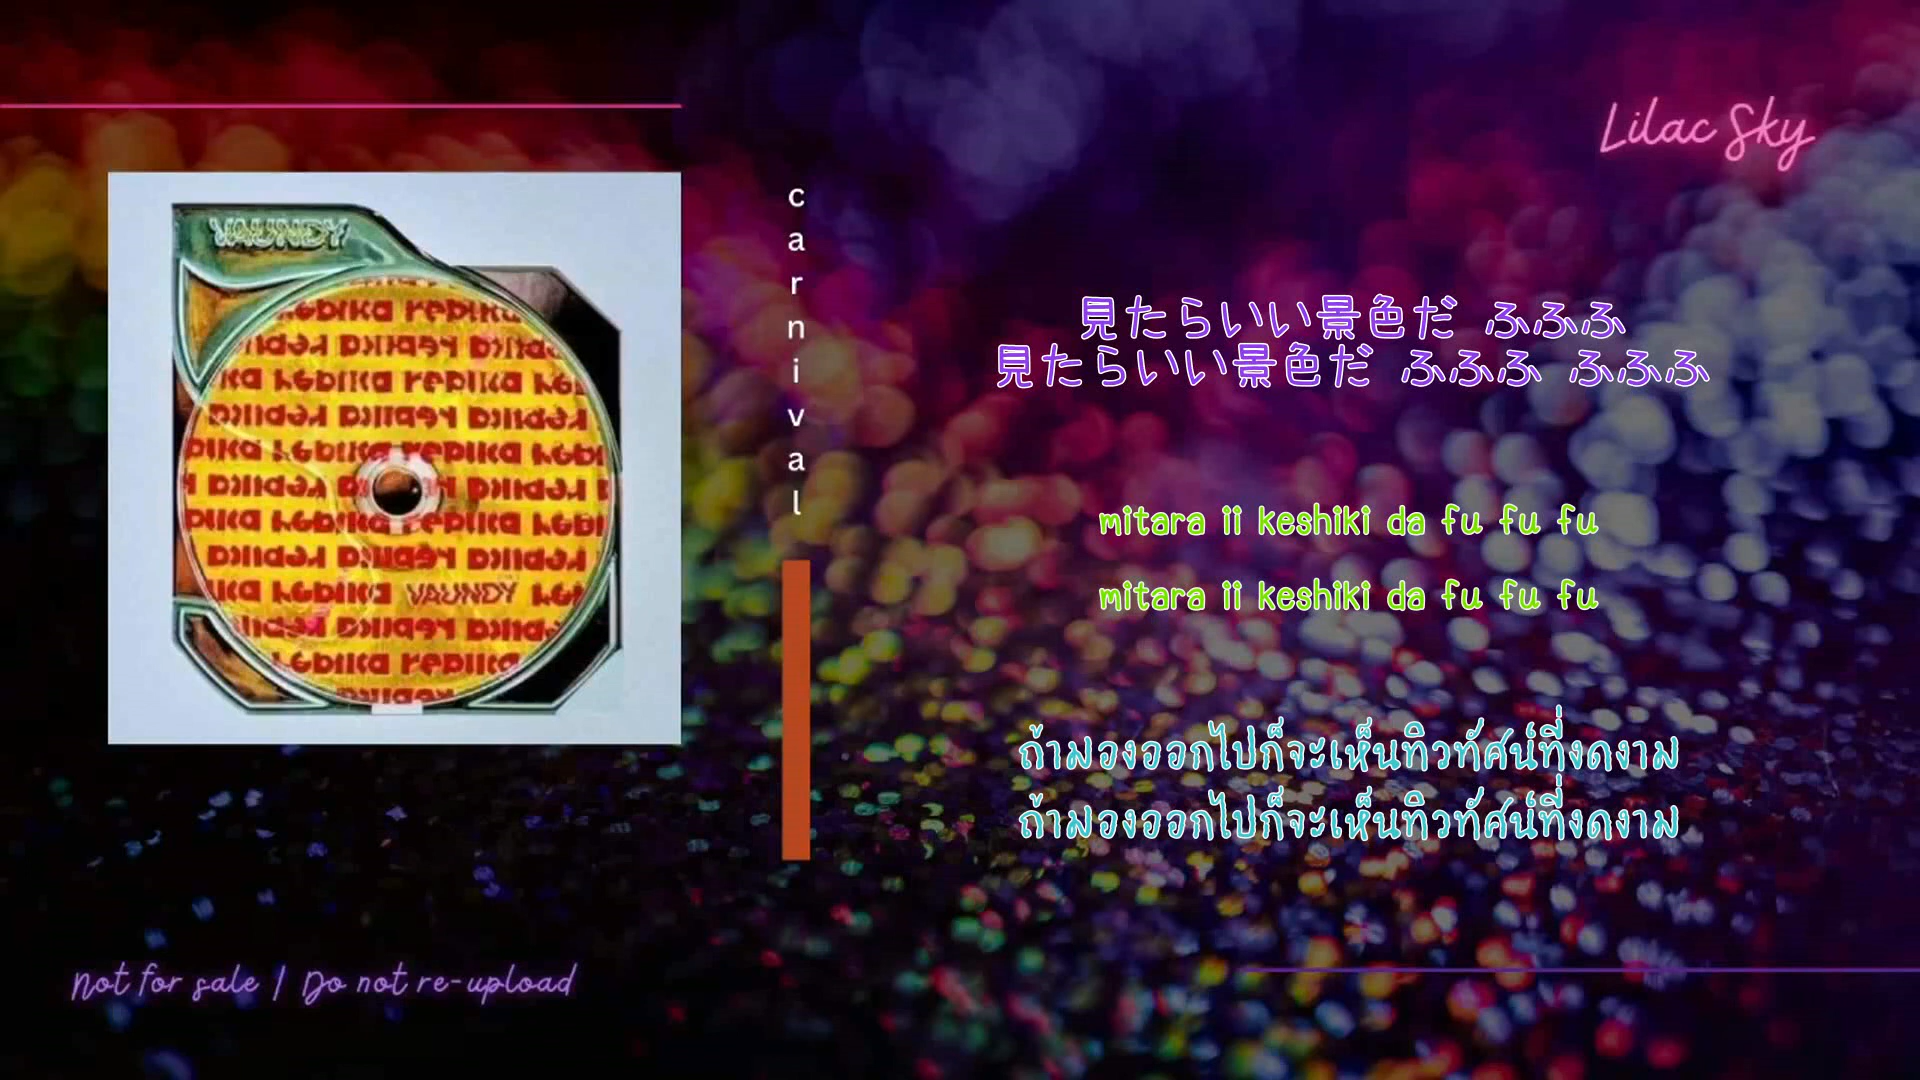 Lilac Sky
VAUNDY
carnival
見たらいい景色だ ふふふ
見たらいい景色だ ふふふ ふふふ
mitara ii keshiki da fu fu fu
mitara ii keshiki da fu fu fu
replica replica
VAUNDY
ถ้ามองออกไปก็จะเห็นทิวทัศน์ที่งดงาม
ถ้ามองออกไปก็จะเห็นทิวทัศน์ที่งดงาม
Not for sale / Do not re-upload